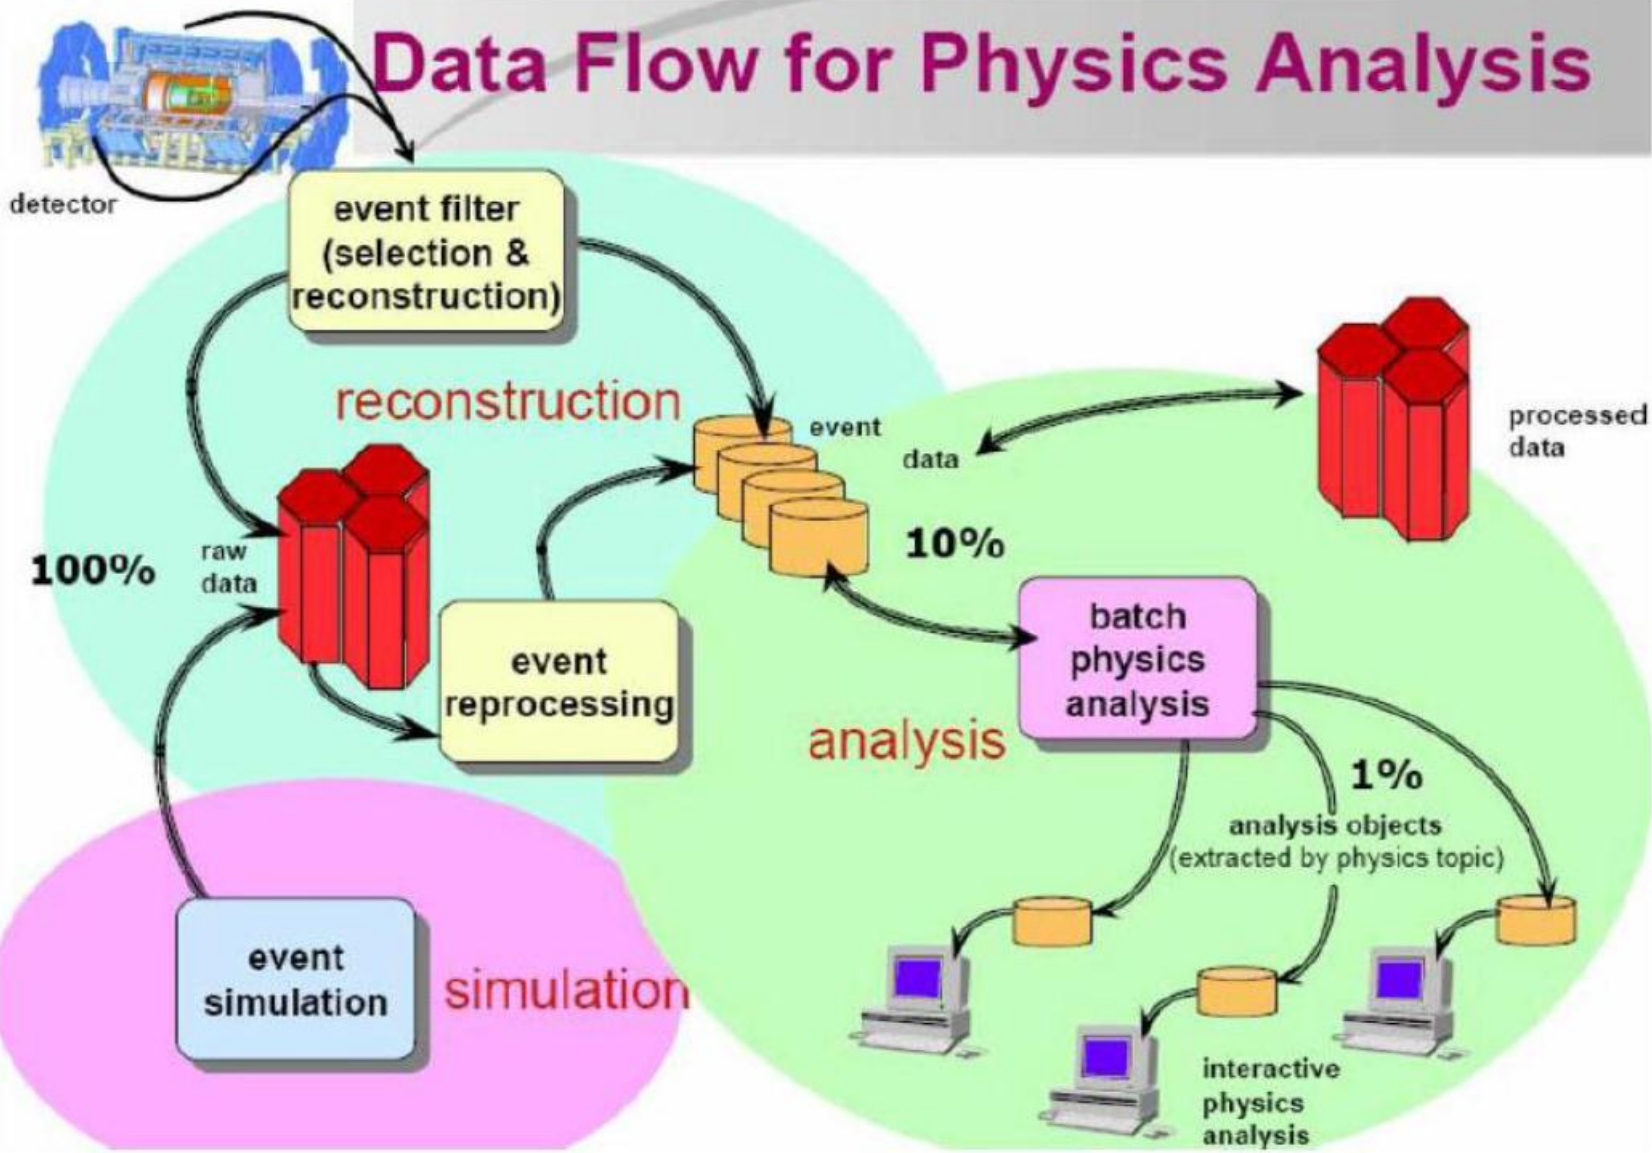 Data Flow for Physics Analysis
detector
event filter
(selection &
reconstruction)
reconstruction
event
data
processed
data
100%
raw
data
10%
event
reprocessing
batch
physics
analysis
analysis
1%
analysis objects
(extracted by physics topic)
event
simulation
simulation
interactive
physics
analysis